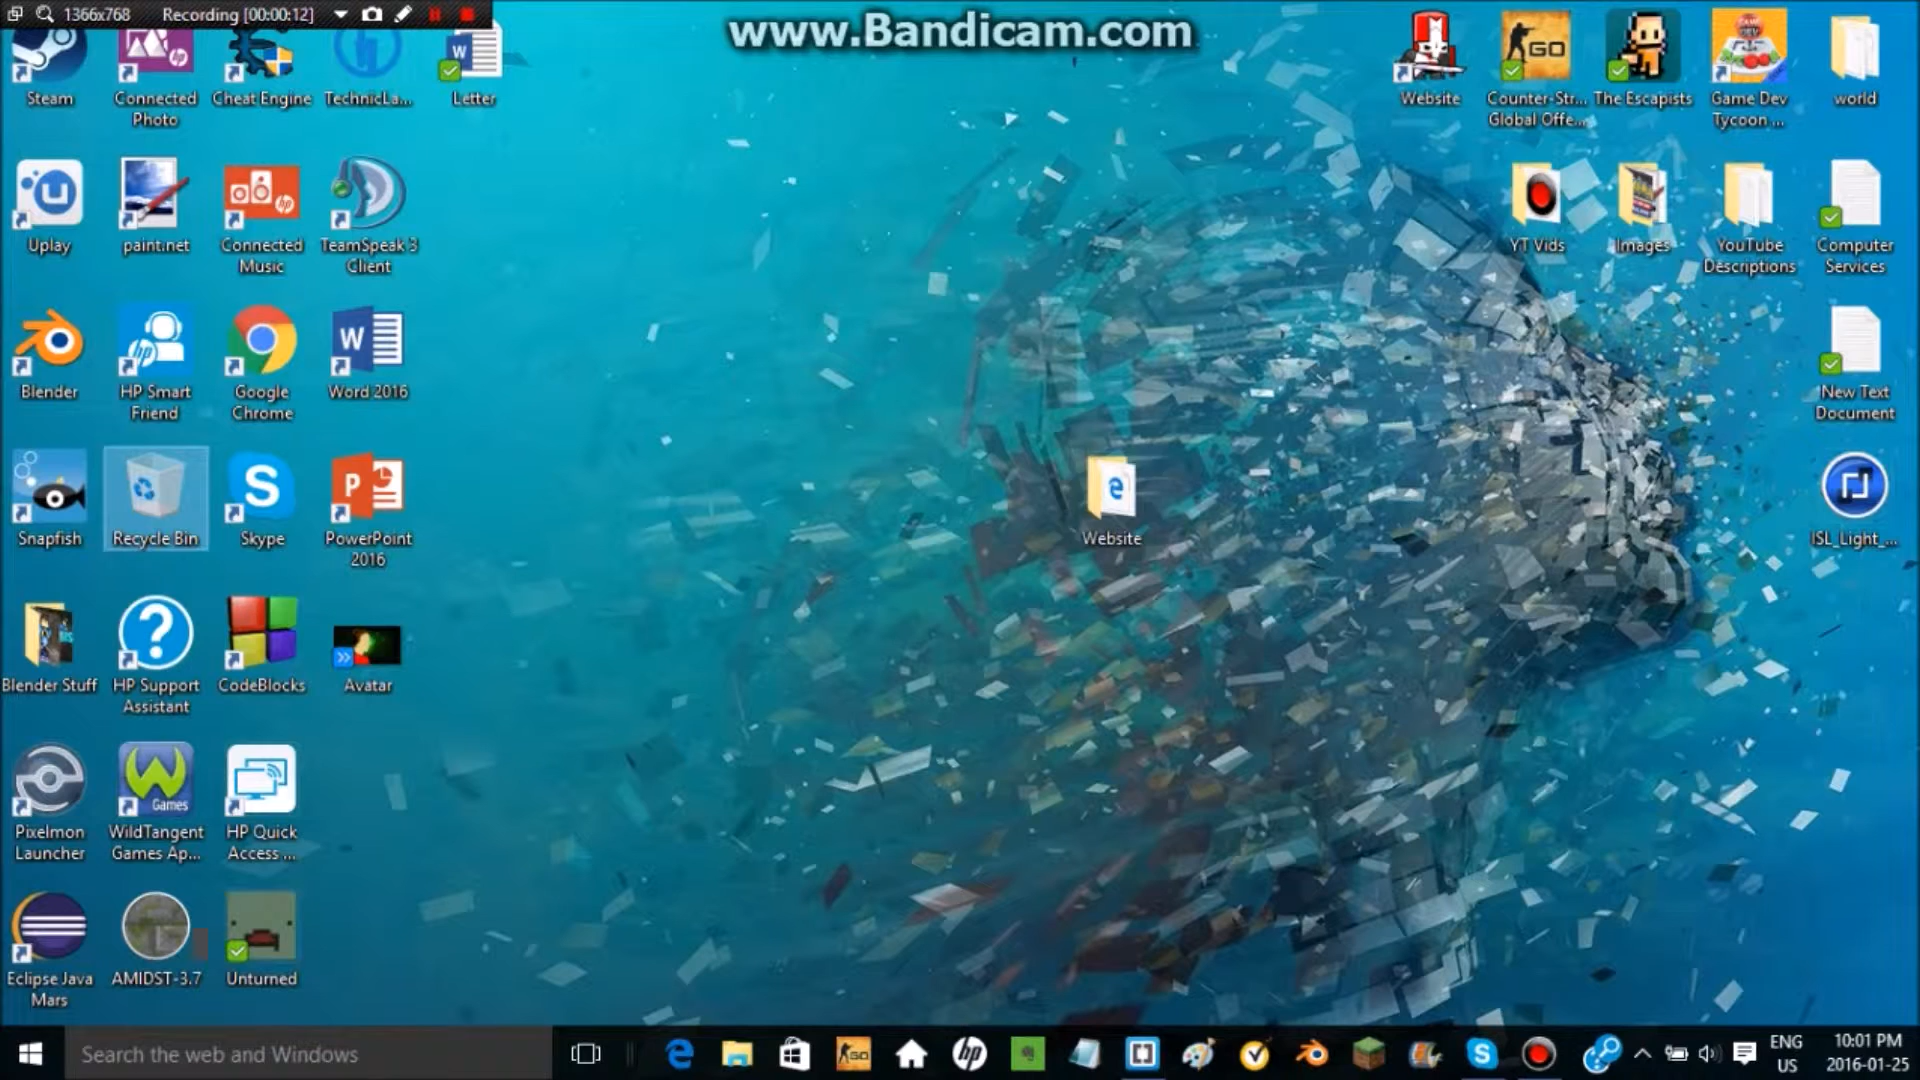 1366x768 Recording [00:00:12]
www.Bandicam.com
Steam
Connected
Photo
Cheat Engine
TechnicLa...
Letter
Website
Counter-Str...
Global Offe...
The Escapists
Game Dev
Tycoon ...
world
Uplay
paint.net
Connected
Music
TeamSpeak 3
Client
YT Vids
Images
YouTube
Descriptions
Computer
Services
Blender
HP Smart
Friend
Google
Chrome
Word 2016
New Text
Document
Snapfish
Recycle Bin
Skype
PowerPoint
2016
Website
ISL_Light_...
Blender Stuff
HP Support
Assistant
CodeBlocks
Avatar
Pixelmon
Launcher
Games
WildTangent
Games Ap...
HP Quick
Access ...
Eclipse Java
Mars
AMIDST-3.7
Unturned
Search the web and Windows
ENG
US
10:01 PM
2016-01-25